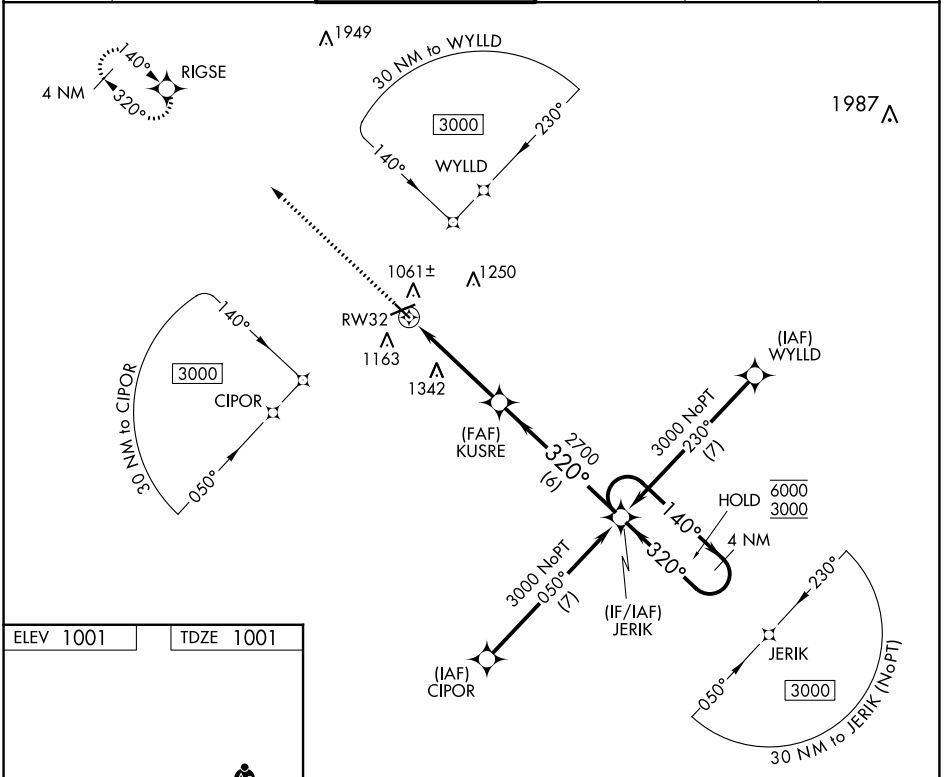 1949
RIGSE
140°
320°
4 NM
30 NM to WYLLD
3000
140°
230°
WYLLD
1987
1061±
1250
RW32
1163
1342
140°
3000
CIPOR
050°
30 NM to CIPOR
(IAF)
WYLLD
3000 NoPT
230°
(7)
(FAF)
KUSRE
2700
320°
(6)
HOLD
6000
3000
140°
320°
4 NM
3000 NoPT
050°
(7)
(IF/IAF)
JERIK
(IAF)
CIPOR
230°
JERIK
050°
3000
30 NM to JERIK (NoPT)
ELEV 1001
TDZE 1001